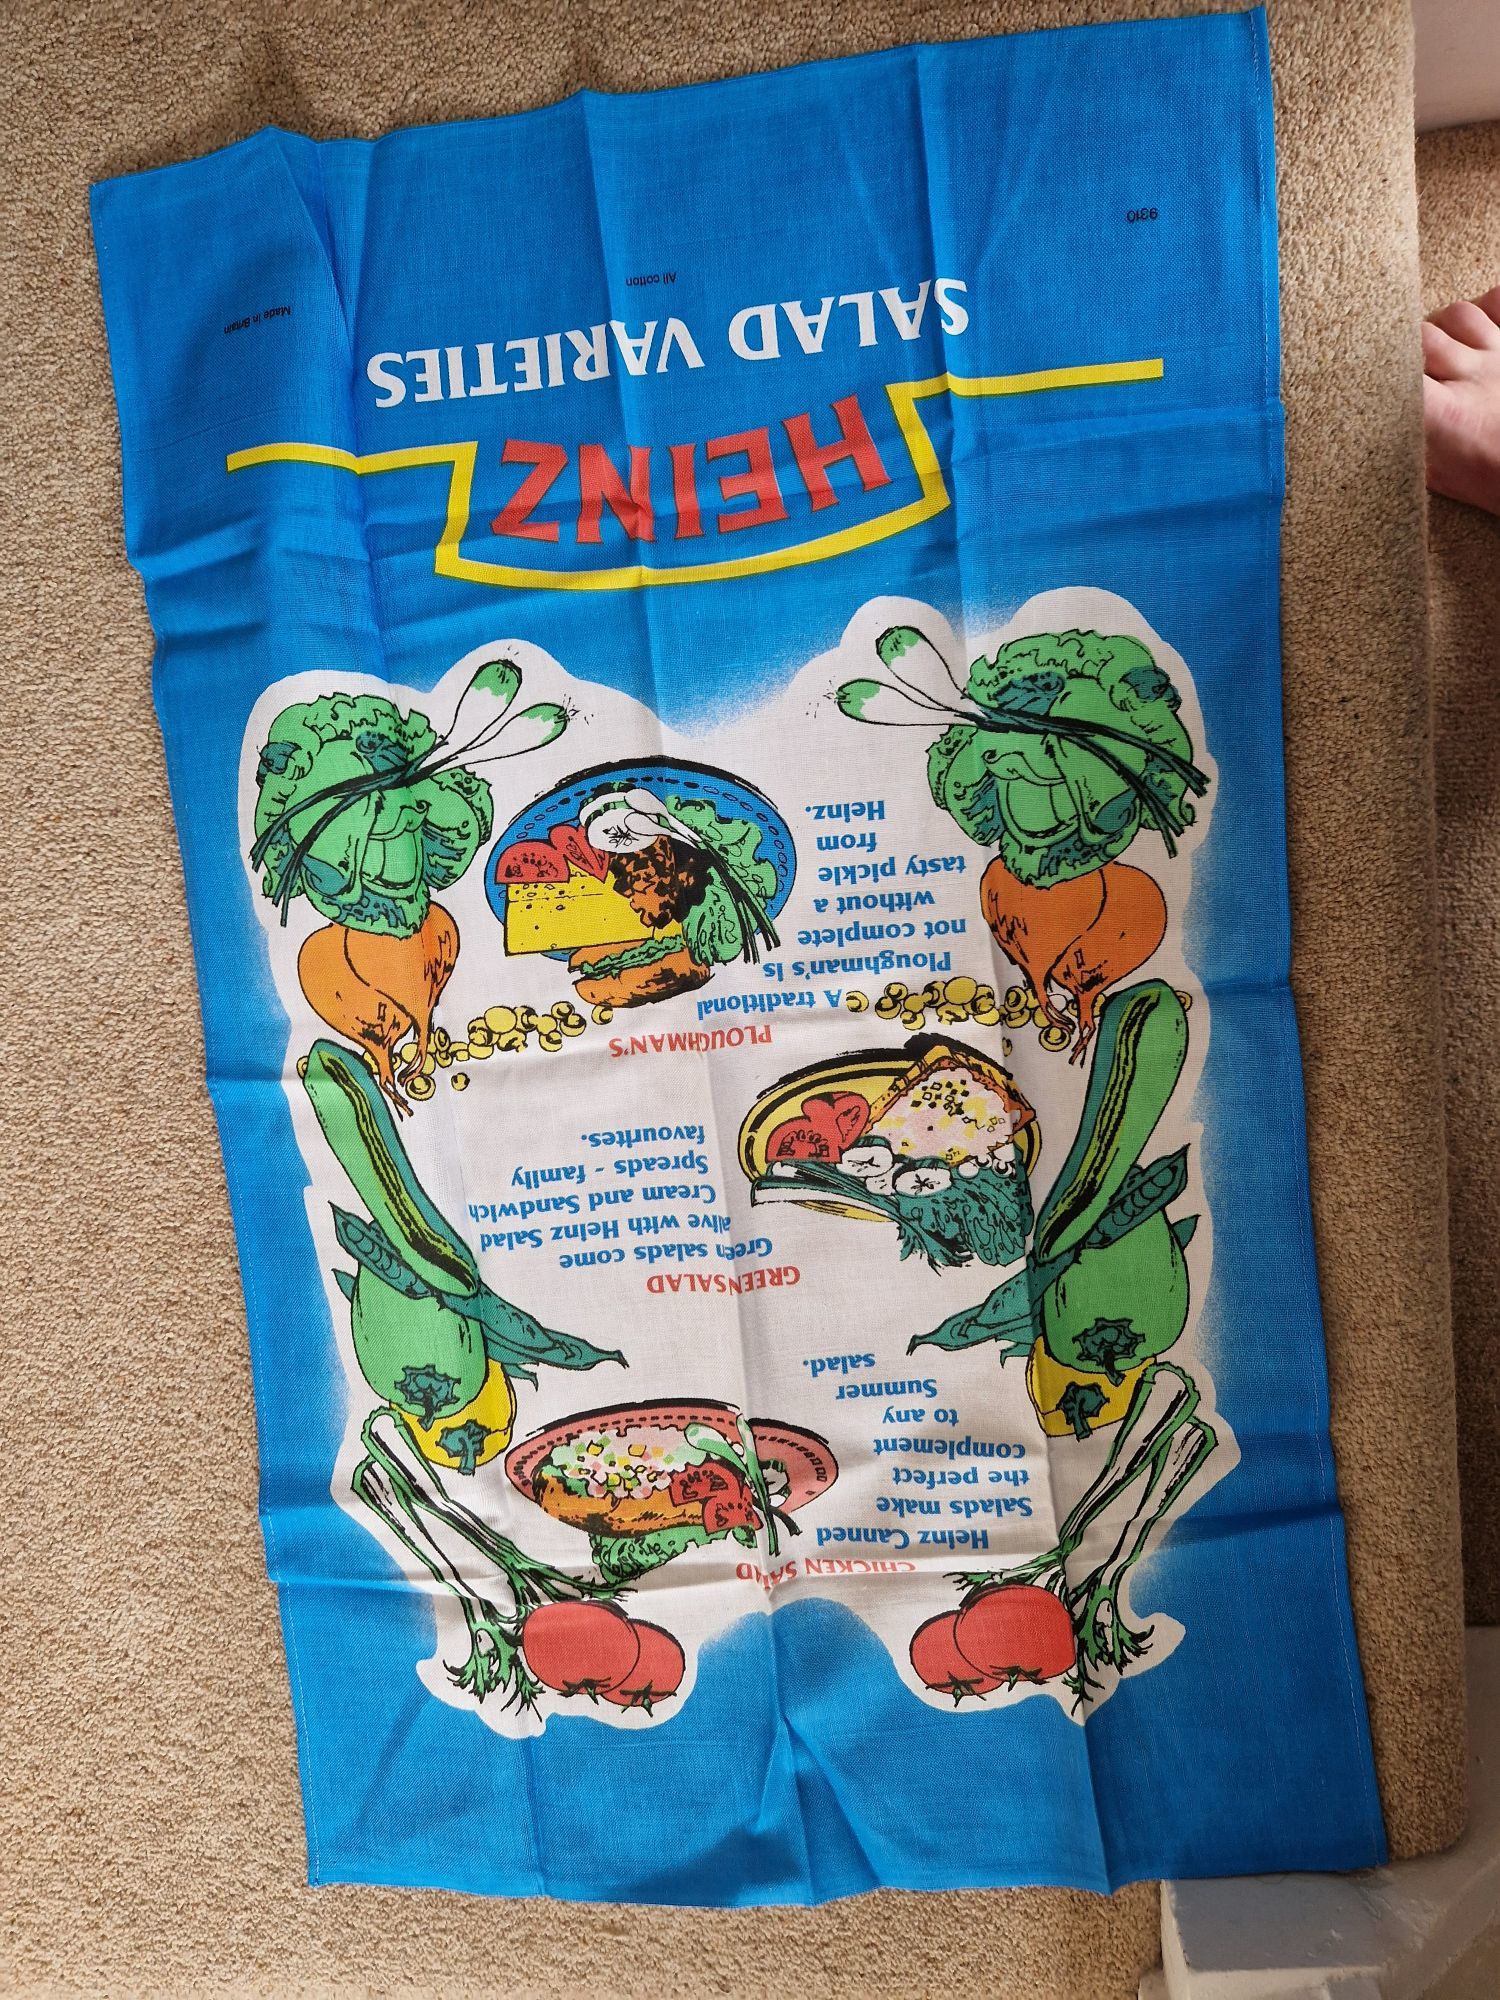 CHICKEN SALAD
Heinz Canned
Salads make
the perfect
complement
to any
Summer
salad.
GREEN SALAD
Green salads come
alive with Heinz Salad
Cream and Sandwich
Spreads - family
favourites.
PLOUGHMAN'S
A traditional
Ploughman's is
not complete
without a
tasty pickle
from
Heinz.
HEINZ
SALAD VARIETIES
9310
All cotton
Made in Britain